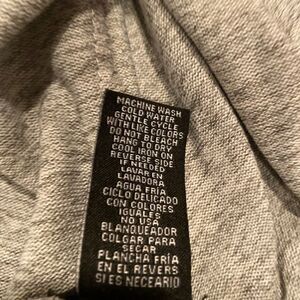 MACHINE WASH
COLD WATER
GENTLE CYCLE
WITH LIKE COLORS
DO NOT BLEACH
HANG TO DRY
COOL IRON ON
REVERSE SIDE
IF NEEDED
LAVAR EN
LAVADORA
AGUA FRÍA
CICLO DELICADO
CON COLORES
IGUALES
NO USA
BLANQUEADOR
COLGAR PARA
SECAR
PLANCHA FRÍA
EN EL REVERS
SI ES NECEARIO